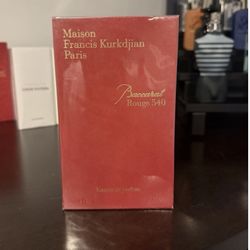 Maison
Francis Kurkdjian
Paris
Baccarat
Rouge 540
Extrait de parfum